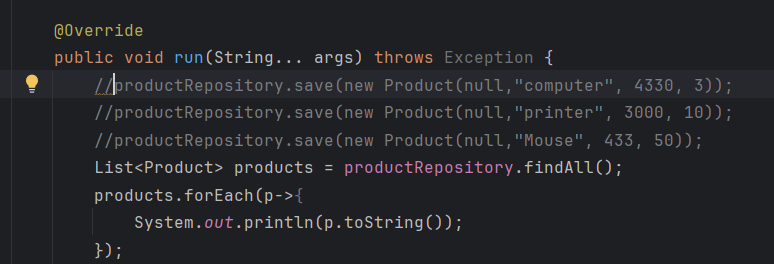 @Override
public void run(String... args) throws Exception {
//productRepository.save(new Product(null,"computer", 4330, 3));
//productRepository.save(new Product(null,"printer", 3000, 10));
//productRepository.save(new Product(null,"Mouse", 433, 50));
List<Product> products = productRepository.findAll();
products.forEach(p->{
System.out.println(p.toString());
});